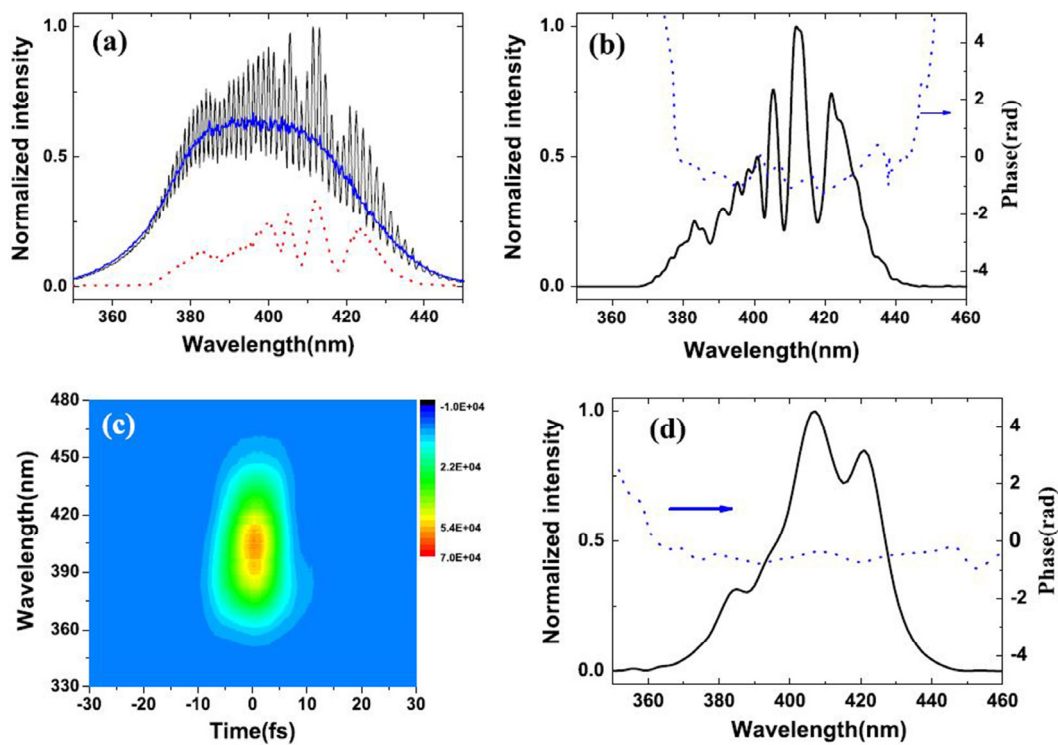 (a)
Normalized intensity
1.0
0.5
0.0
360 380 400 420 440
Wavelength(nm)
(b)
Normalized intensity
1.0
0.5
0.0
360 380 400 420 440 460
Wavelength(nm)
4
2
0
-2
-4
Phase(rad)
(c)
Wavelength(nm)
480
450
420
390
360
330
-30 -20 -10 0 10 20 30
Time(fs)
-1.0E+04
2.2E+04
5.4E+04
7.0E+04
(d)
Normalized intensity
1.0
0.5
0.0
360 380 400 420 440 460
Wavelength(nm)
4
2
0
-2
-4
Phase(rad)